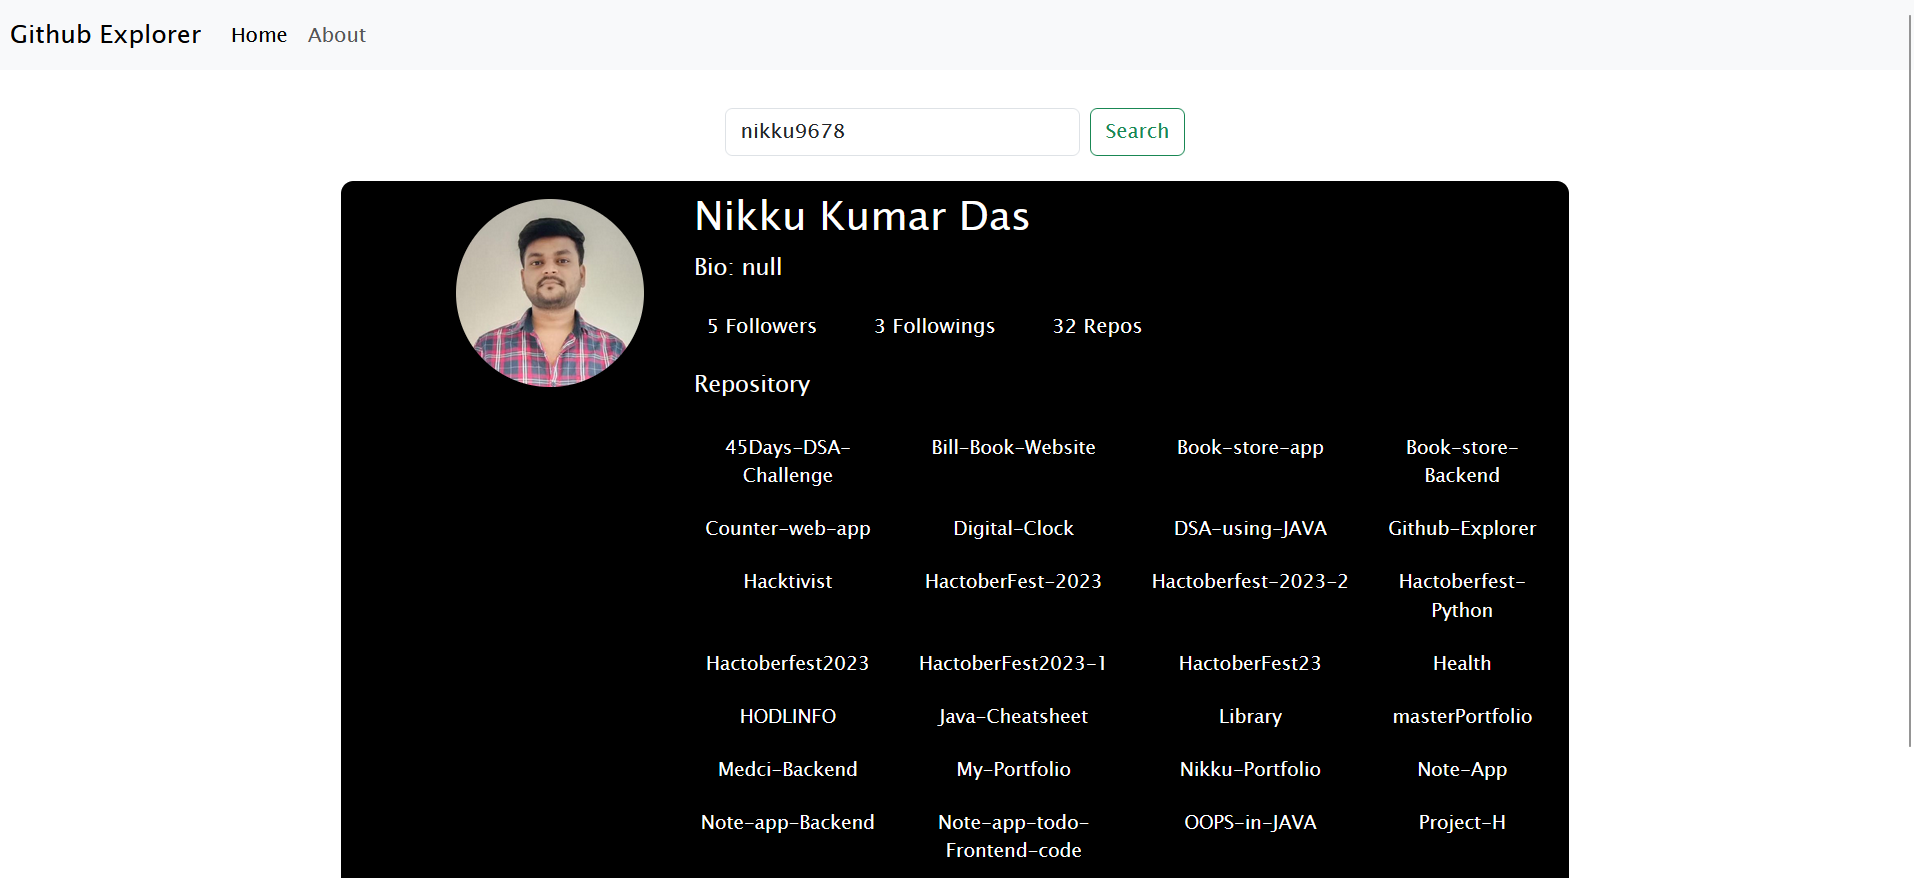 Github Explorer Home About
nikku9678 Search
Nikku Kumar Das
Bio: null
5 Followers 3 Followings 32 Repos
Repository
45Days-DSA- Bill-Book-Website Book-store-app Book-store-
Challenge Backend
Counter-web-app Digital-Clock DSA-using-JAVA Github-Explorer
Hacktivist HactoberFest-2023 Hactoberfest-2023-2 Hactoberfest-
Python
Hactoberfest2023 HactoberFest2023-1 HactoberFest23 Health
HODLINFO Java-Cheatsheet Library masterPortfolio
Medci-Backend My-Portfolio Nikku-Portfolio Note-App
Note-app-Backend Note-app-todo- OOPS-in-JAVA Project-H
Frontend-code